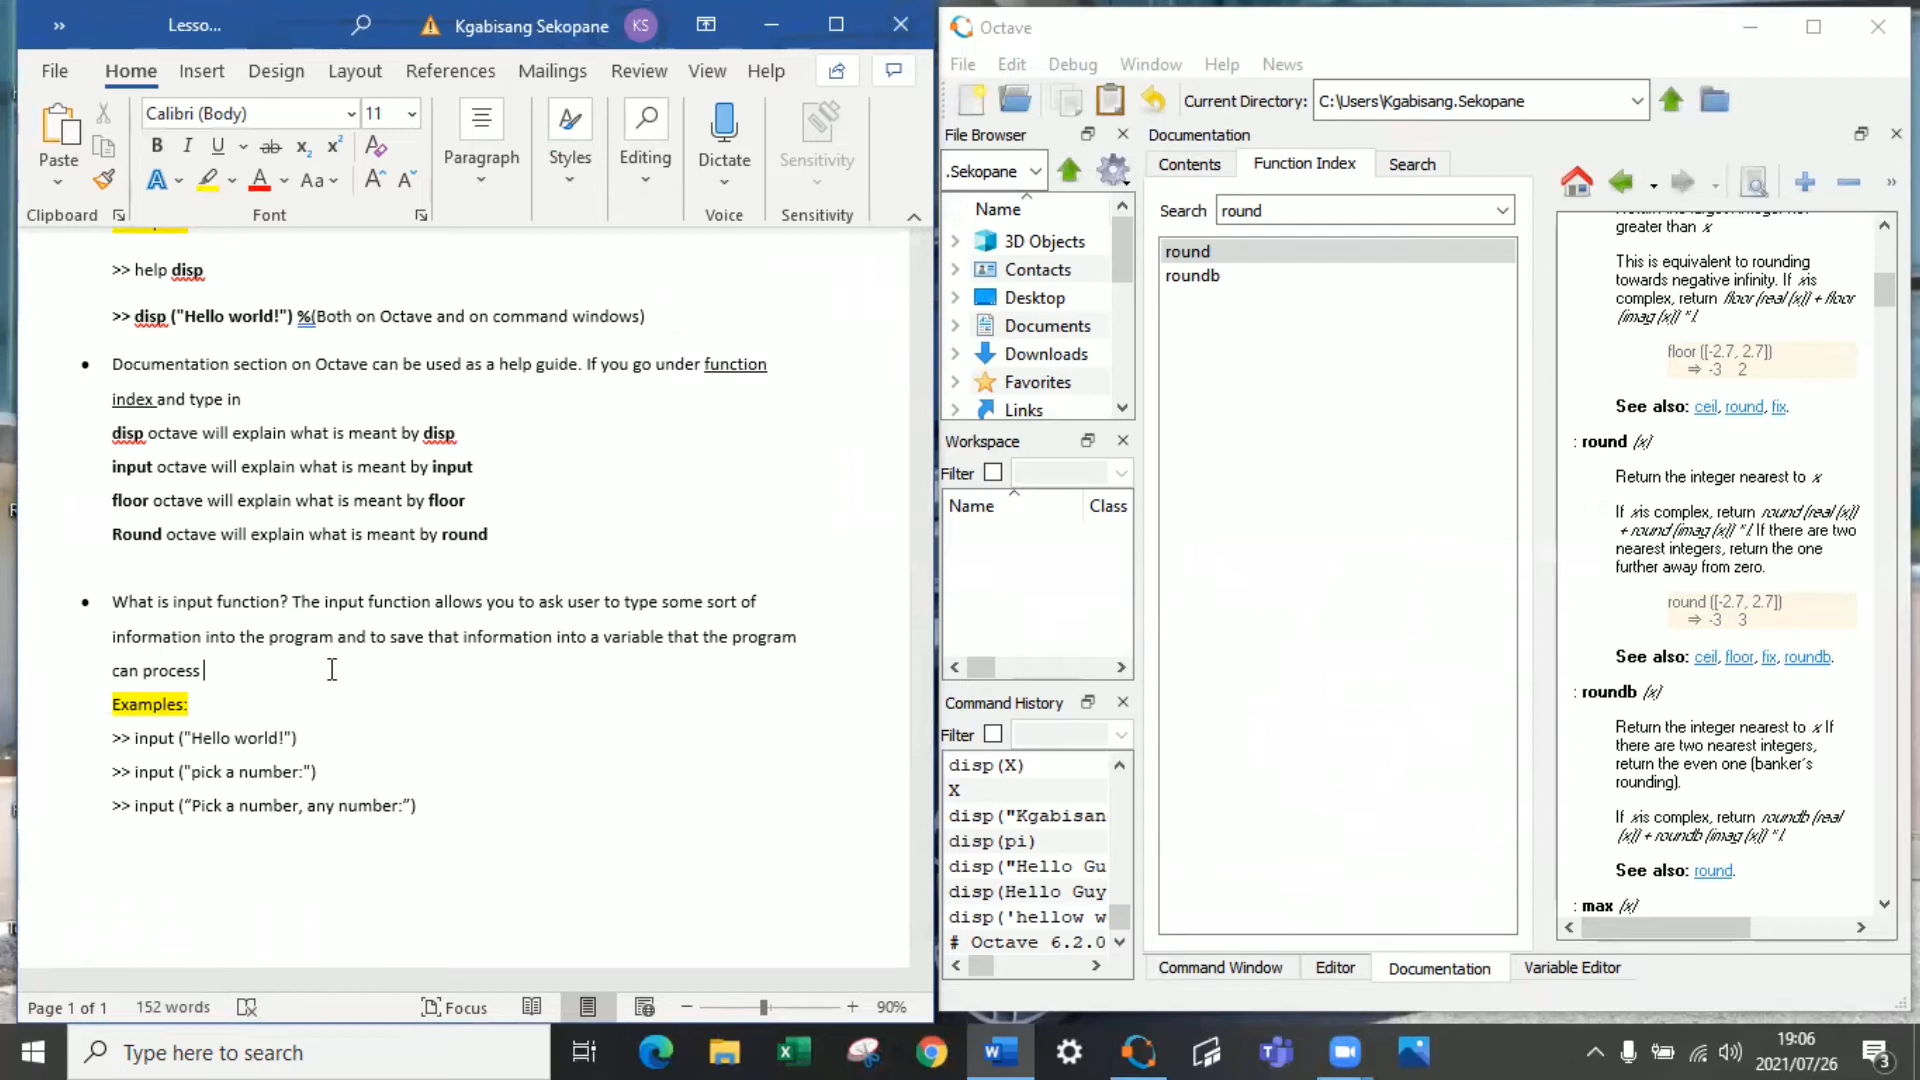 Lesso...
Kgabisang Sekopane
KS
File Home Insert Design Layout References Mailings Review View Help
Calibri (Body)
11
Paste
B I U ab x₂ x²
A A Aa A A
Paragraph
Styles
Editing
Dictate
Sensitivity
Clipboard
Font
Voice
Sensitivity
>> help disp
>> disp ("Hello world!") %(Both on Octave and on command windows)
Documentation section on Octave can be used as a help guide. If you go under function
index and type in
disp octave will explain what is meant by disp
input octave will explain what is meant by input
floor octave will explain what is meant by floor
Round octave will explain what is meant by round
What is input function? The input function allows you to ask user to type some sort of
information into the program and to save that information into a variable that the program
can process
Examples:
>> input ("Hello world!")
>> input ("pick a number:")
>> input (“Pick a number, any number:”)
Page 1 of 1
152 words
Focus
90%
Octave
File Edit Debug Window Help News
Current Directory: C:\Users\Kgabisang.Sekopane
File Browser
.Sekopane
Name
3D Objects
Contacts
Desktop
Documents
Downloads
Favorites
Links
Workspace
Filter
Name Class
Command History
Filter
disp(X)
X
disp("Kgabisan
disp(pi)
disp("Hello Gu
disp(Hello Guy
disp('hellow w
# Octave 6.2.0
Documentation
Contents Function Index Search
Search round
round
roundb
greater than x
This is equivalent to rounding
towards negative infinity. If x is
complex, return floor (real (x)) + floor
(imag (x)) * I.
floor ([-2.7, 2.7])
⇒ -3 2
See also: ceil, round, fix.
: round (x)
Return the integer nearest to x
If x is complex, return round (real (x))
+ round (imag (x)) * I. If there are two
nearest integers, return the one
further away from zero.
round ([-2.7, 2.7])
⇒ -3 3
See also: ceil, floor, fix, roundb.
: roundb (x)
Return the integer nearest to x If
there are two nearest integers,
return the even one (banker's
rounding).
If x is complex, return roundb (real
(x)) + roundb (imag (x)) * I.
See also: round.
: max (x)
Command Window Editor Documentation Variable Editor
Type here to search
19:06
2021/07/26
3